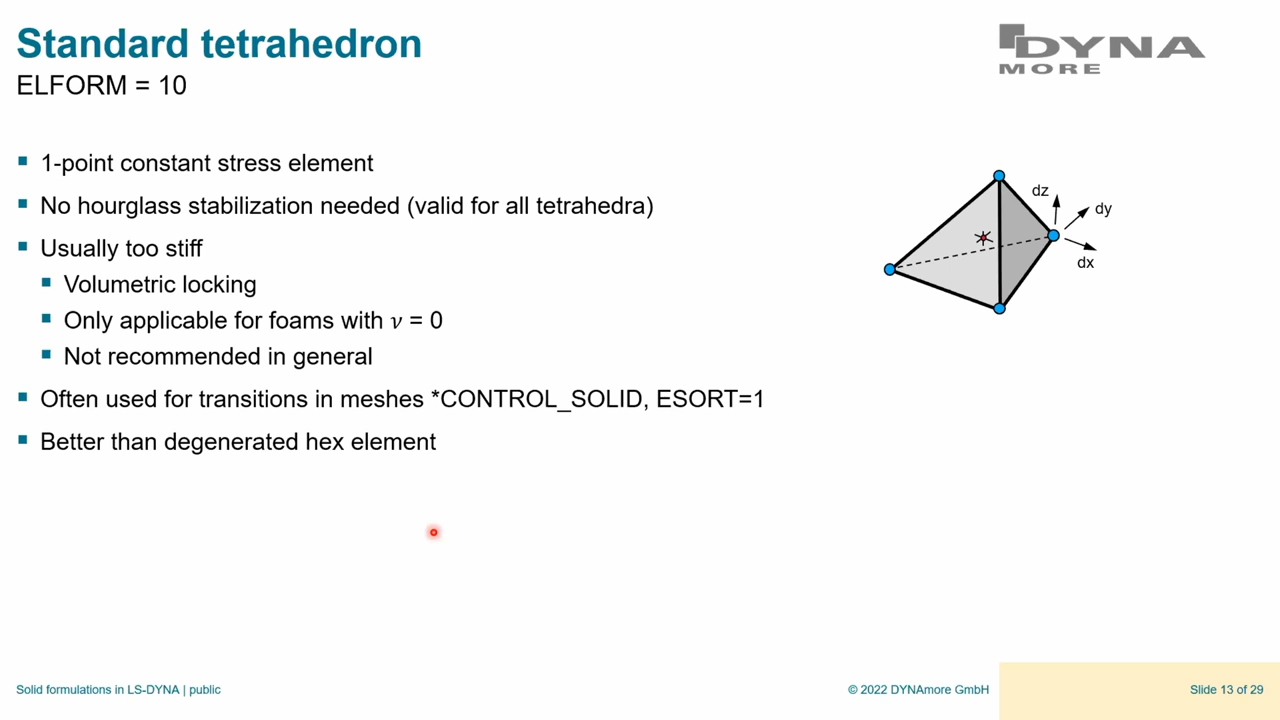 Standard tetrahedron
ELFORM = 10
DYNA
MORE
▪ 1-point constant stress element
▪ No hourglass stabilization needed (valid for all tetrahedra)
▪ Usually too stiff
▪ Volumetric locking
▪ Only applicable for foams with ν = 0
▪ Not recommended in general
▪ Often used for transitions in meshes *CONTROL_SOLID, ESORT=1
▪ Better than degenerated hex element
dz
dy
dx
Solid formulations in LS-DYNA | public
© 2022 DYNAmore GmbH
Slide 13 of 29